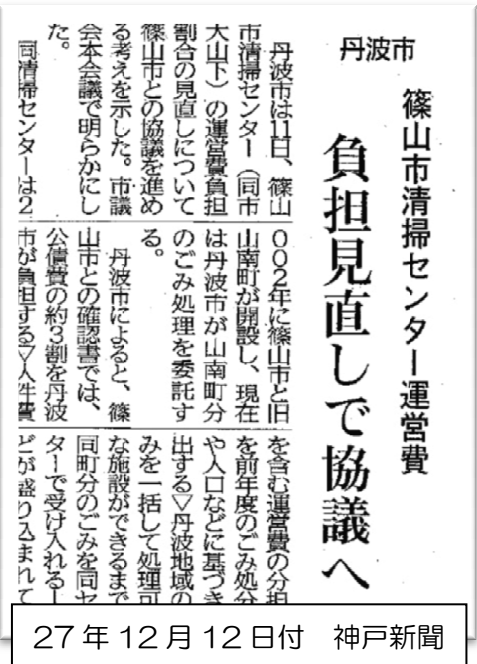 丹波市
篠山市清掃センター運営費
負担見直しで協議へ
丹波市は11日、篠山
市清掃センター（同市
大山下）の運営費負担
割合の見直しについて
篠山市との協議を進め
る考えを示した。市議
会本会議で明らかにし
た。
同清掃センターは2
002年に篠山市と旧
山南町が開設し、現在
は丹波市が山南町分
のごみ処理を委託す
る。
丹波市によると、篠
山市との確認書では、
公債費の約3割を丹波
市が負担する▽人件費
を含む運営費の分担
を前年度のごみ処分
や人口などに基づき
出する▽丹波地域の
みを一括して処理可
な施設ができるまで
同町分のごみを同セ
ターで受け入れる―
どが盛り込まれて
27年12月12日付　神戸新聞